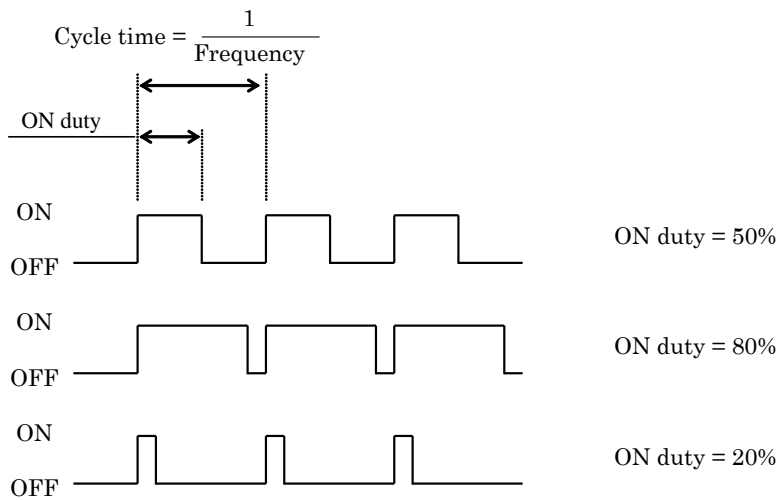 Cycle time = 1
Frequency
ON duty
ON
OFF
ON duty = 50%
ON
OFF
ON duty = 80%
ON
OFF
ON duty = 20%